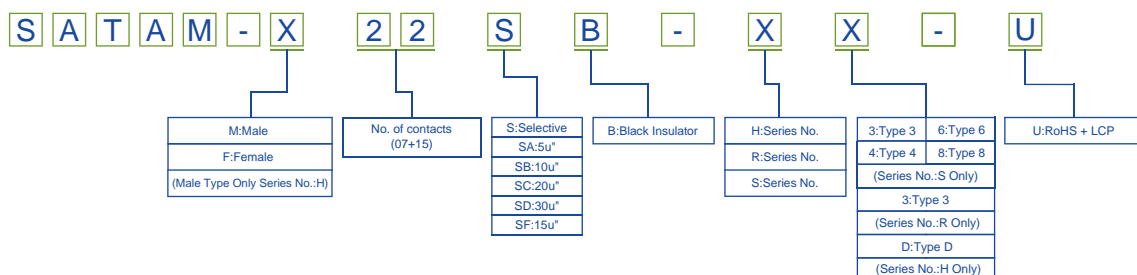 SATAM-X 22 S B - X X - U
M:Male
F:Female
(Male Type Only Series No.:H)
No. of contacts
(07+15)
S:Selective
SA:5u"
SB:10u"
SC:20u"
SD:30u"
SF:15u"
B:Black Insulator
H:Series No.
R:Series No.
S:Series No.
3:Type 3 6:Type 6
4:Type 4 8:Type 8
(Series No.:S Only)
3:Type 3
(Series No.:R Only)
D:Type D
(Series No.:H Only)
U:RoHS + LCP